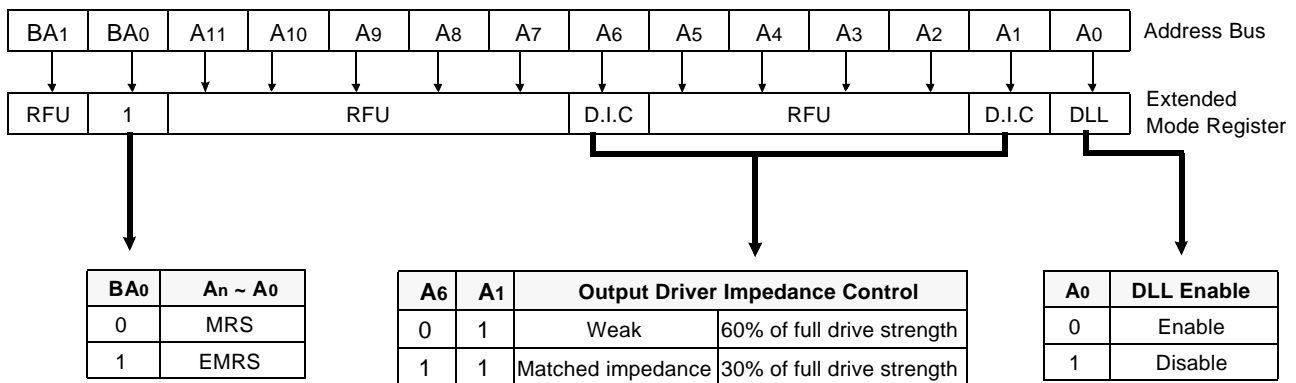 BA1 BA0 A11 A10 A9 A8 A7 A6 A5 A4 A3 A2 A1 A0 Address Bus
RFU 1 RFU D.I.C RFU D.I.C DLL Extended
Mode Register
BA0 An ~ A0
0 MRS
1 EMRS
A6 A1 Output Driver Impedance Control
0 1 Weak 60% of full drive strength
1 1 Matched impedance 30% of full drive strength
A0 DLL Enable
0 Enable
1 Disable